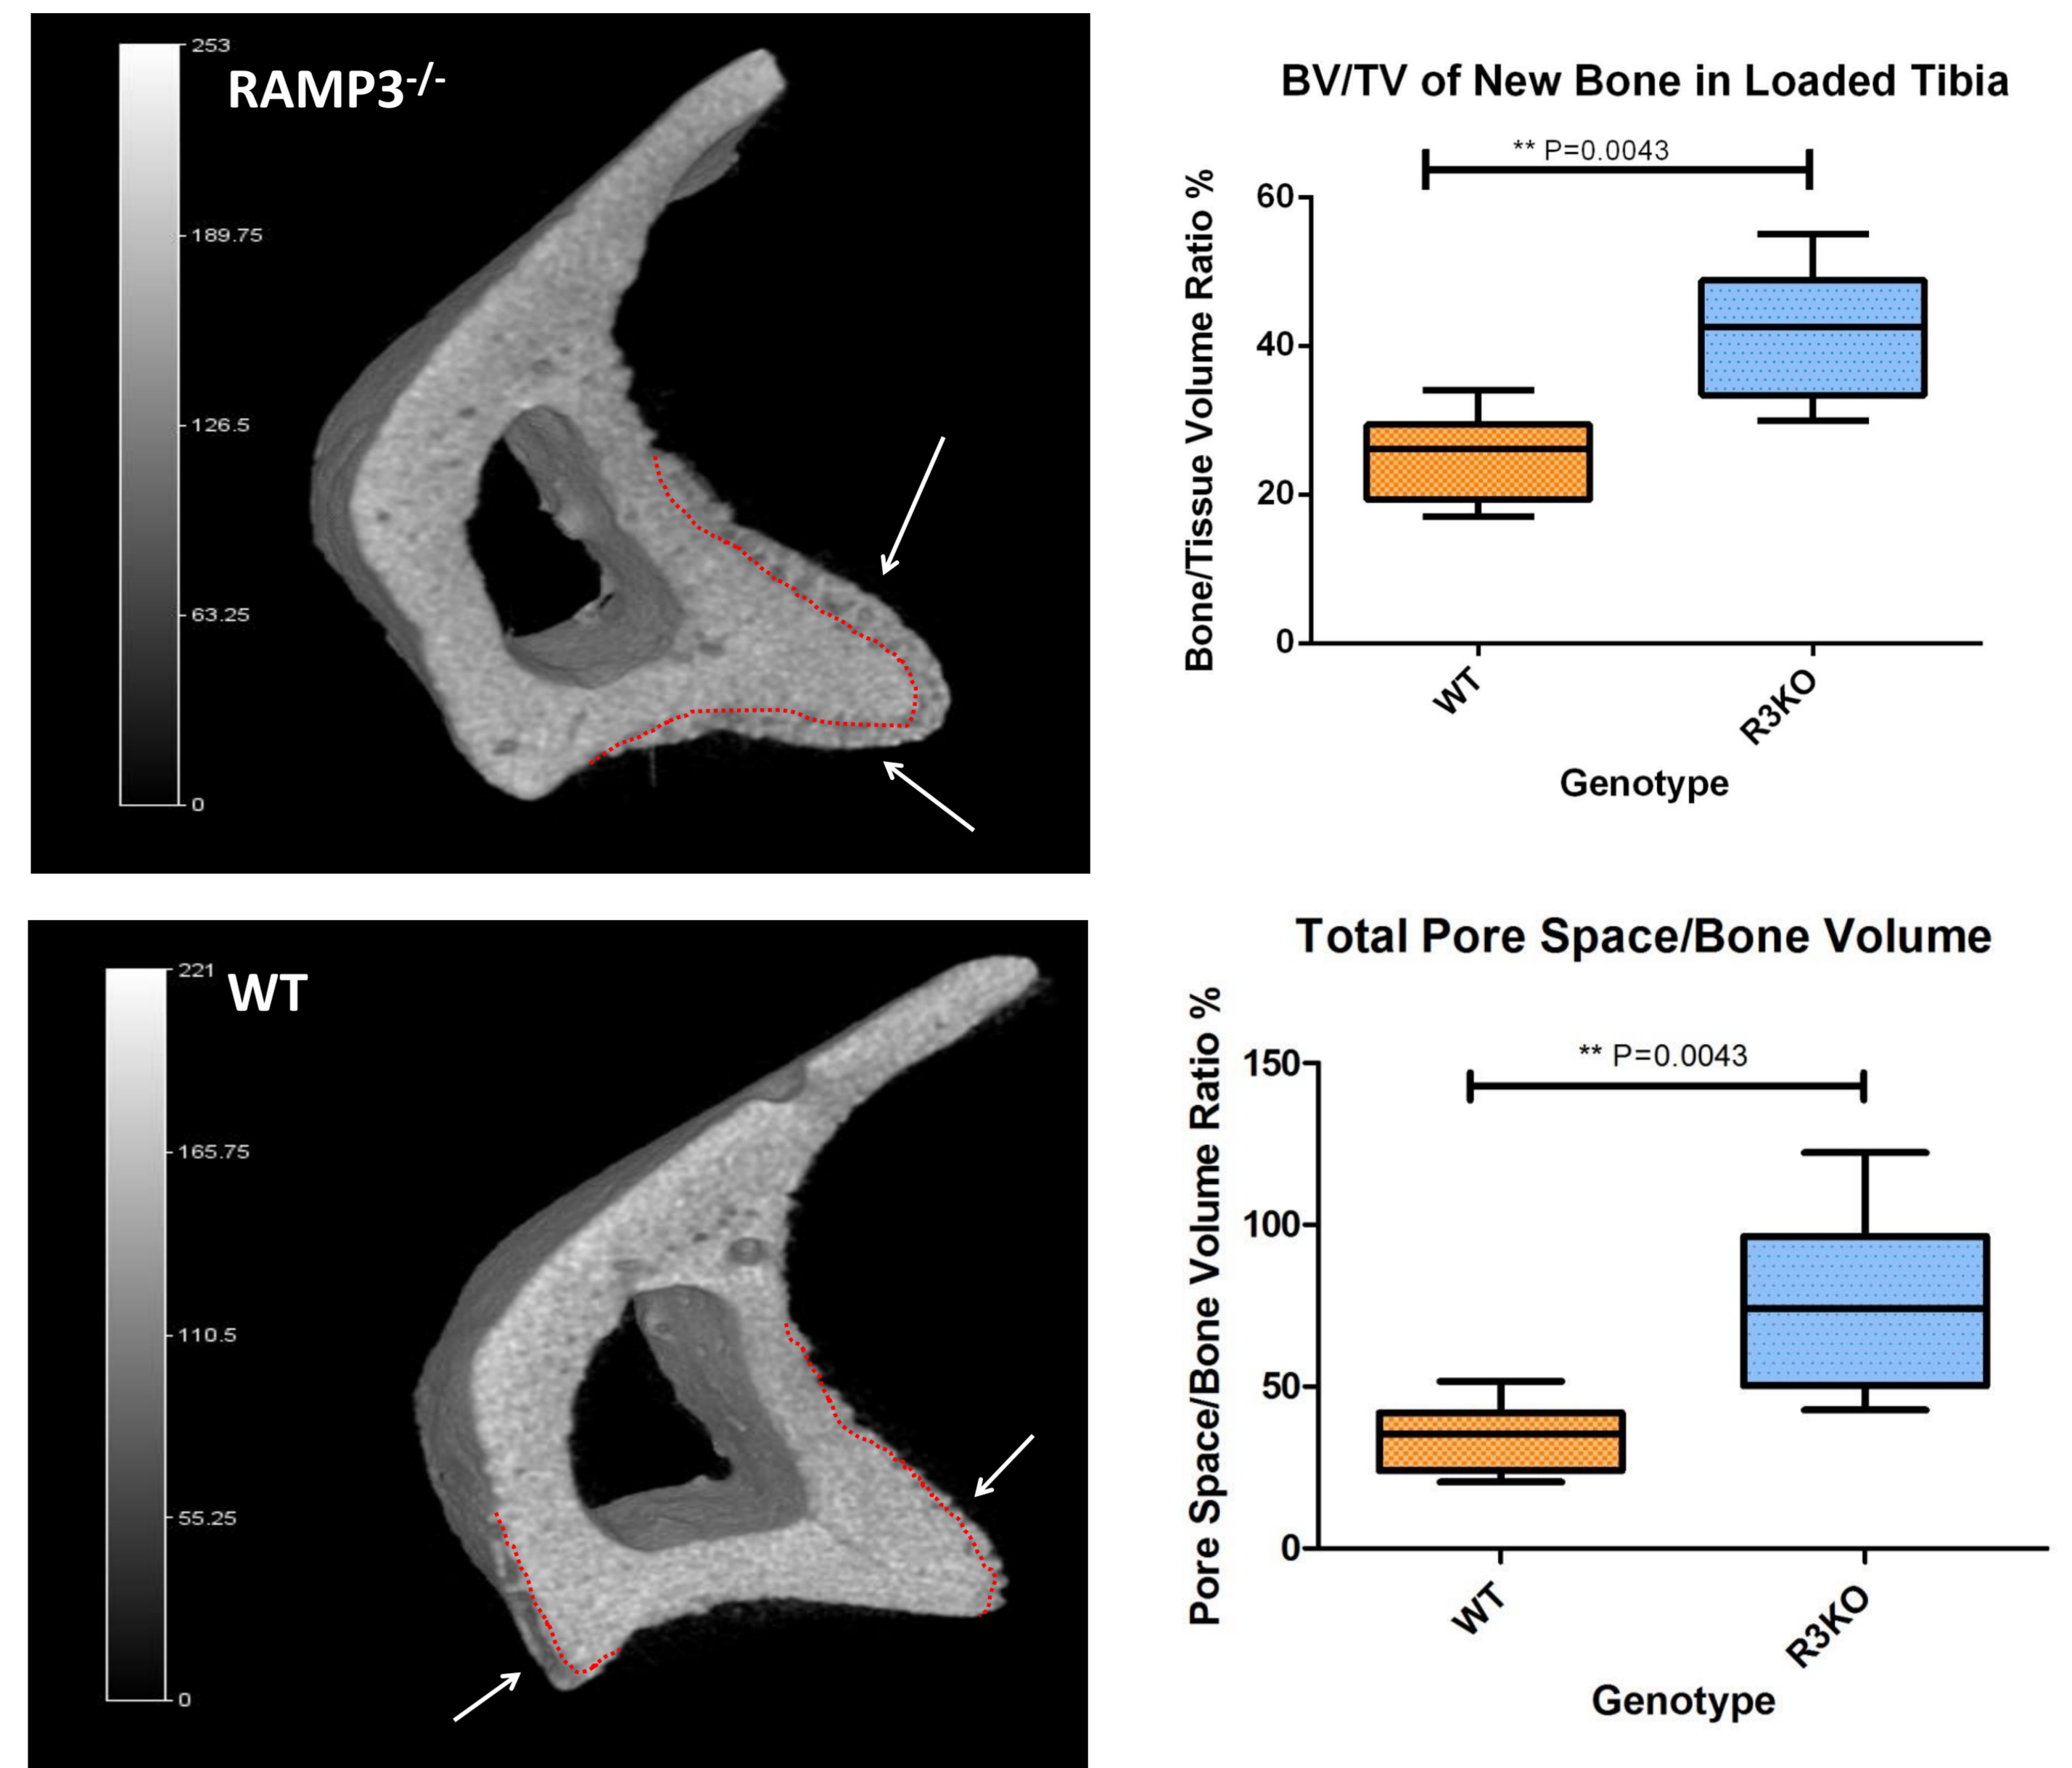 253
RAMP3-/-
189.75
126.5
63.25
0
BV/TV of New Bone in Loaded Tibia
** P=0.0043
Bone/Tissue Volume Ratio %
60
40
20
0
WT
R3KO
Genotype
221
WT
165.75
110.5
55.25
0
Total Pore Space/Bone Volume
** P=0.0043
Pore Space/Bone Volume Ratio %
150
100
50
0
WT
R3KO
Genotype